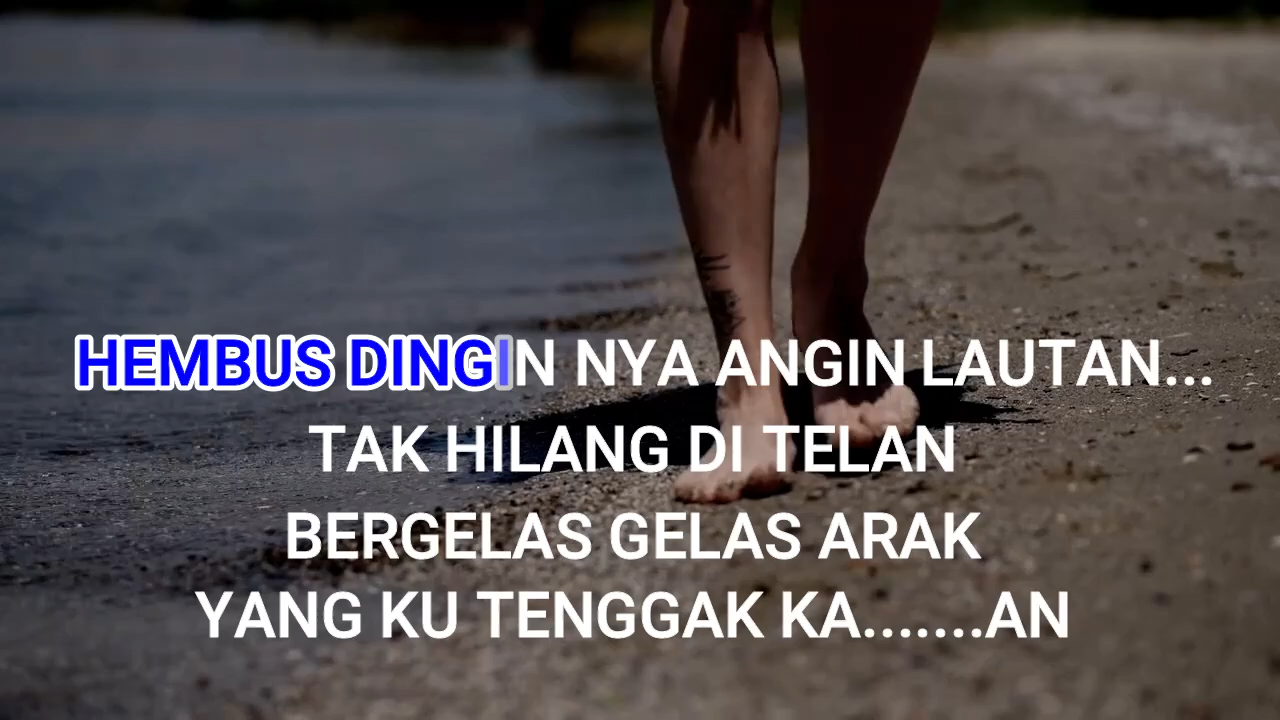 HEMBUS DINGIN NYA ANGIN LAUTAN...
TAK HILANG DI TELAN
BERGELAS GELAS ARAK
YANG KU TENGGAK KA.......AN